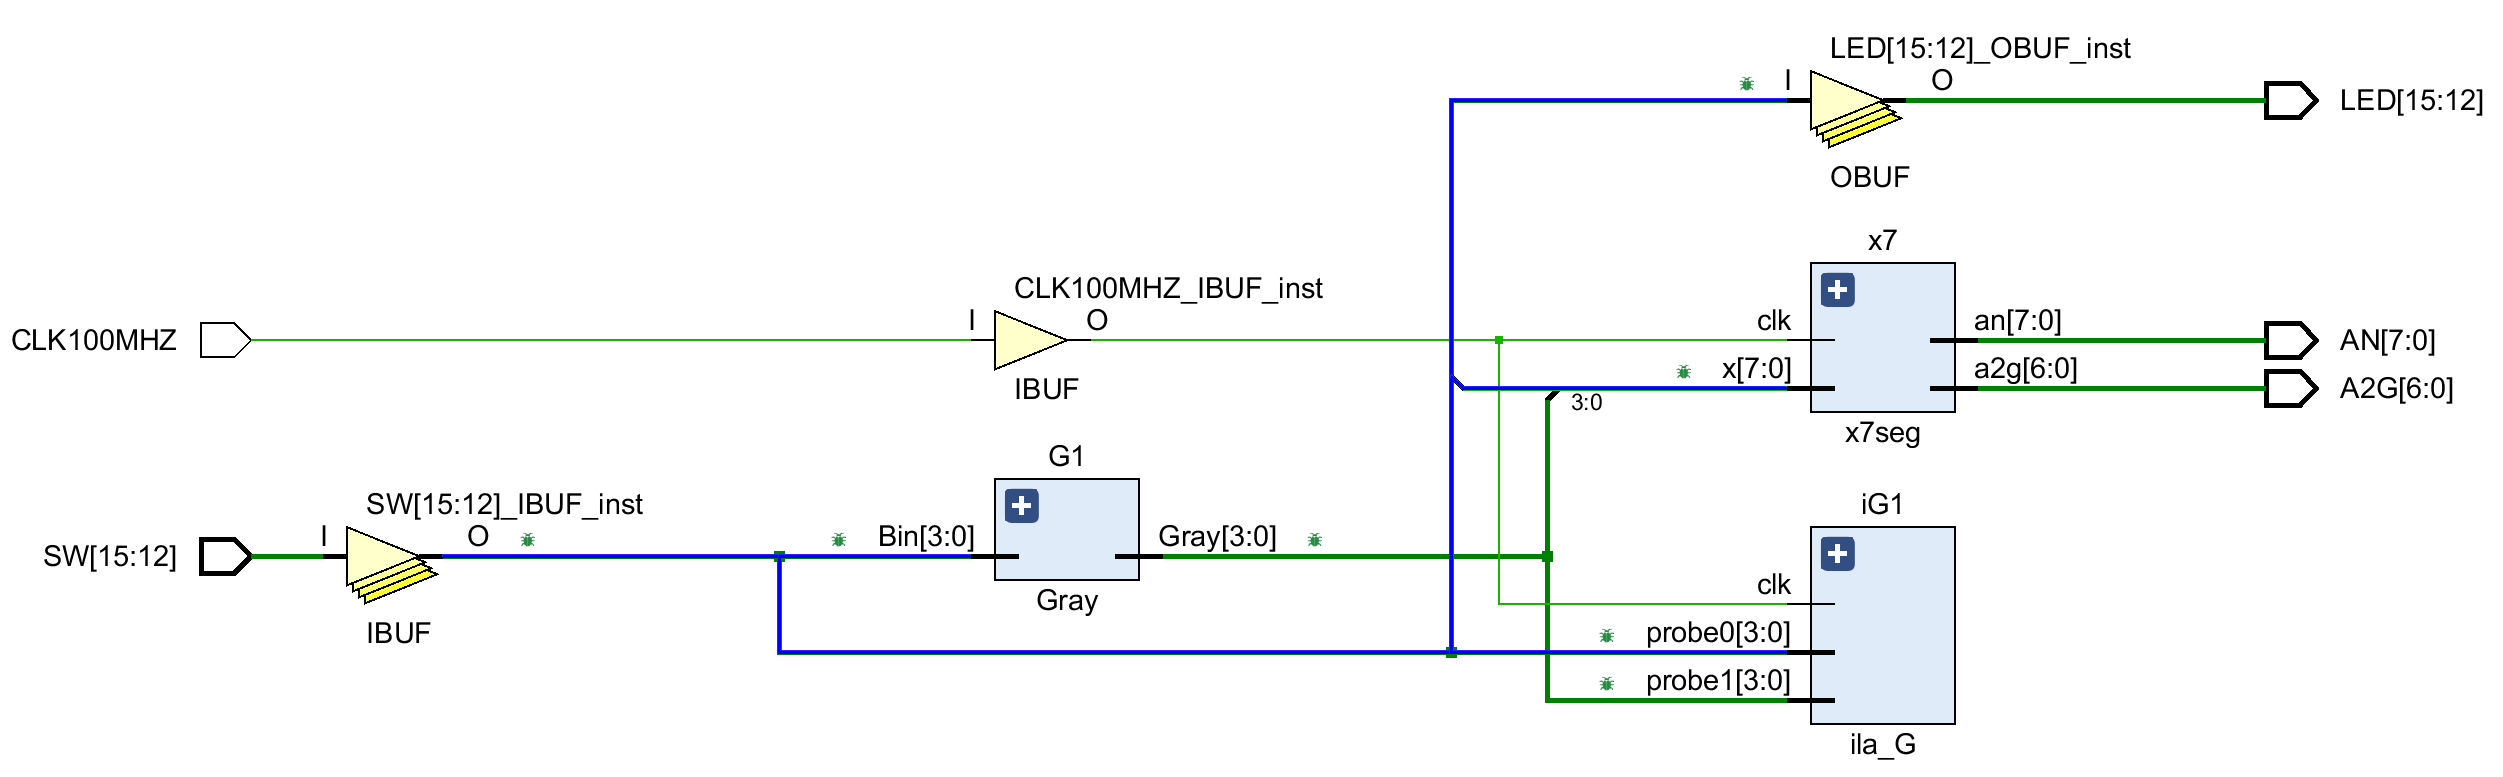 LED[15:12]_OBUF_inst
I
O
LED[15:12]
OBUF
x7
CLK100MHZ_IBUF_inst
CLK100MHZ
I
O
IBUF
clk
x[7:0]
3:0
an[7:0]
a2g[6:0]
AN[7:0]
A2G[6:0]
x7seg
G1
SW[15:12]_IBUF_inst
SW[15:12]
I
O
IBUF
Bin[3:0]
Gray[3:0]
Gray
iG1
clk
probe0[3:0]
probe1[3:0]
ila_G